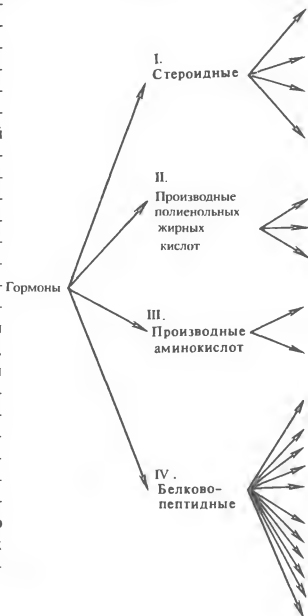 I.
Стероидные
II.
Производные
полиенольных
жирных
кислот
Гормоны
III.
Производные
аминокислот
IV.
Белково-
пептидные